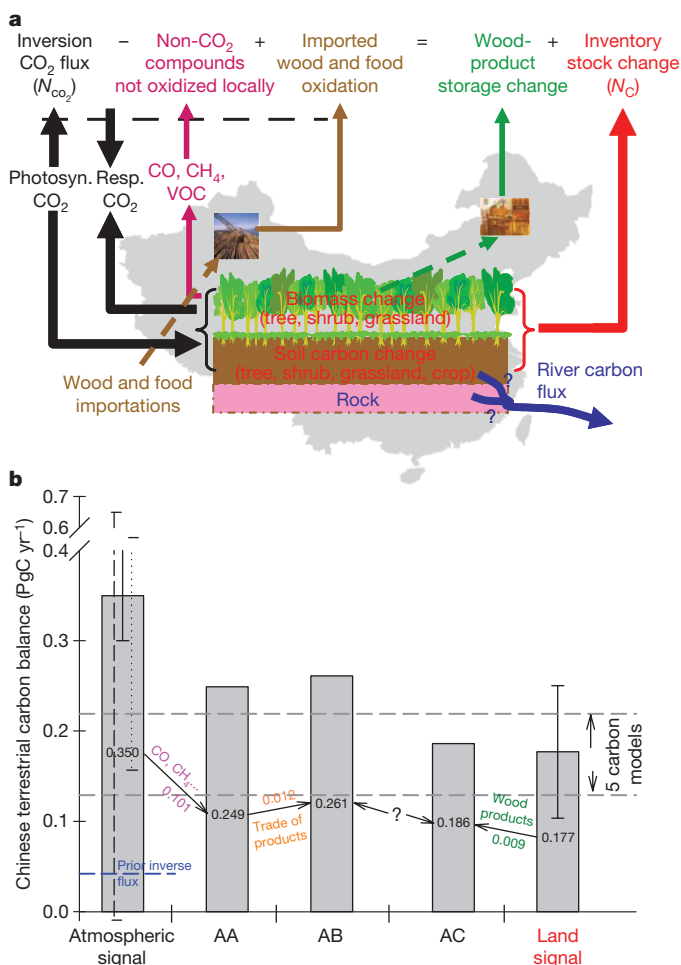 a
Inversion
CO2 flux
(NCO2)
–
Non-CO2
compounds
not oxidized locally
+
Imported
wood and food
oxidation
=
Wood-
product
storage change
+
Inventory
stock change
(NC)
Photosyn.
CO2
Resp.
CO2
CO, CH4,
VOC
Biomass change
(tree, shrub, grassland)
Soil carbon change
(tree, shrub, grassland, crop)
Rock
Wood and food
importations
?
?
River carbon
flux
b
Chinese terrestrial carbon balance (PgC yr–1)
0.7
0.6
0.4
0.3
0.2
0.1
0.0
0.350
CO, CH4...
0.101
0.249
0.012
Trade of
products
0.261
?
0.186
Wood
products
0.009
0.177
5 carbon
models
Prior inverse
flux
Atmospheric
signal
AA
AB
AC
Land
signal